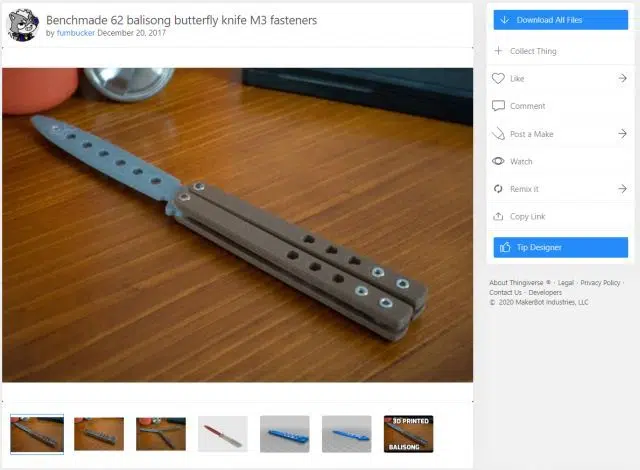 Benchmade 62 balisong butterfly knife M3 fasteners
by fumbucker December 20, 2017
Download All Files
Collect Thing
Like
Comment
Post a Make
Watch
Remix it
Copy Link
Tip Designer
About Thingiverse ® · Legal · Privacy Policy ·
Contact Us · Developers
© 2020 MakerBot Industries, LLC
3D PRINTED
BALISONG